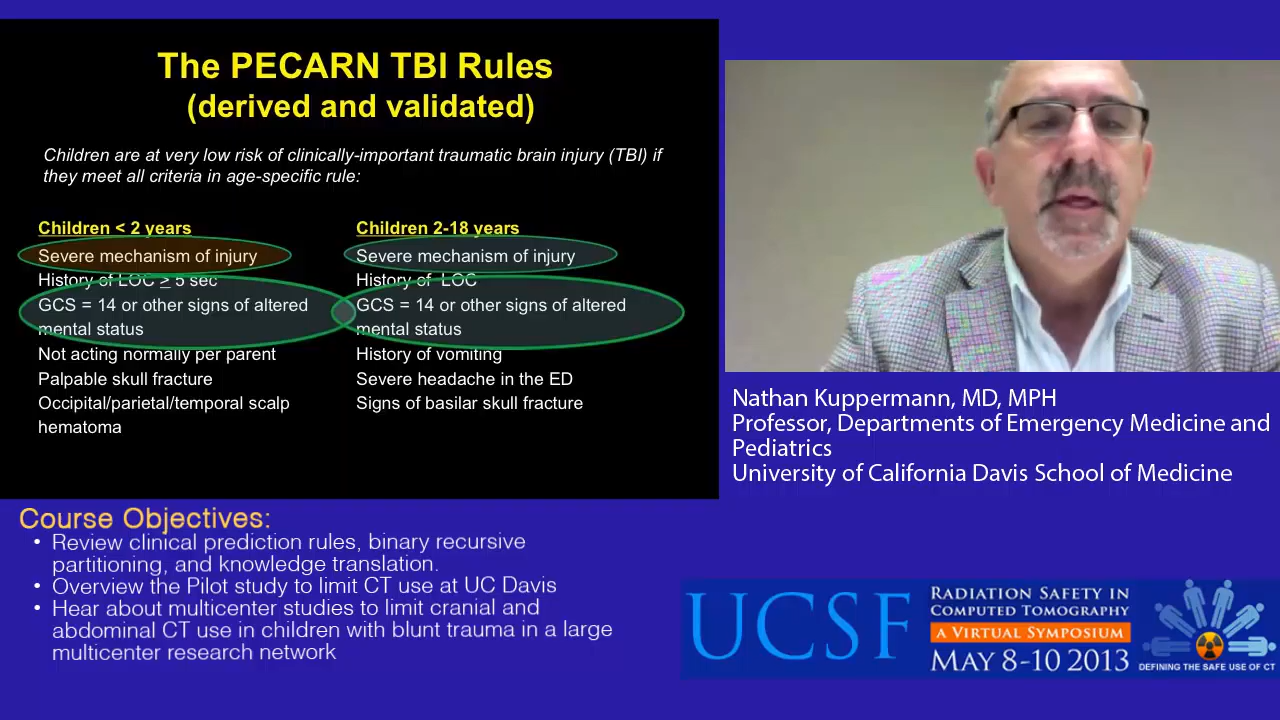 The PECARN TBI Rules
(derived and validated)
Children are at very low risk of clinically-important traumatic brain injury (TBI) if
they meet all criteria in age-specific rule:
Children < 2 years
Severe mechanism of injury
History of LOC ≥ 5 sec
GCS = 14 or other signs of altered
mental status
Not acting normally per parent
Palpable skull fracture
Occipital/parietal/temporal scalp
hematoma
Children 2-18 years
Severe mechanism of injury
History of LOC
GCS = 14 or other signs of altered
mental status
History of vomiting
Severe headache in the ED
Signs of basilar skull fracture
Nathan Kuppermann, MD, MPH
Professor, Departments of Emergency Medicine and
Pediatrics
University of California Davis School of Medicine
Course Objectives:
• Review clinical prediction rules, binary recursive
partitioning, and knowledge translation.
• Overview the Pilot study to limit CT use at UC Davis
• Hear about multicenter studies to limit cranial and
abdominal CT use in children with blunt trauma in a large
multicenter research network
UCSF
RADIATION SAFETY IN
COMPUTED TOMOGRAPHY
A VIRTUAL SYMPOSIUM
MAY 8-10 2013
DEFINING THE SAFE USE OF CT